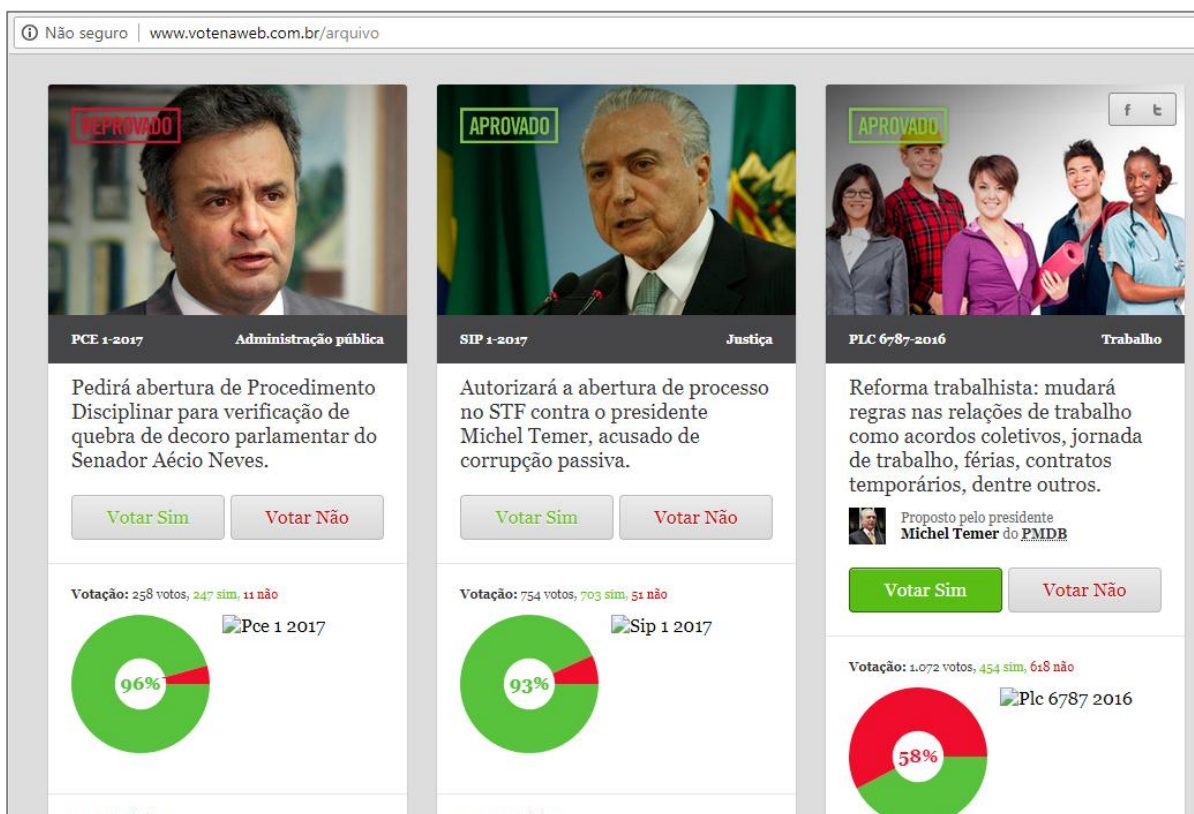 Não seguro | www.votenaweb.com.br/arquivo
REPROVADO
PCE 1-2017 Administração pública
Pedirá abertura de Procedimento
Disciplinar para verificação de
quebra de decoro parlamentar do
Senador Aécio Neves.
Votar Sim Votar Não
Votação: 258 votos, 247 sim, 11 não
Pce 1 2017
96%
APROVADO
SIP 1-2017 Justiça
Autorizará a abertura de processo
no STF contra o presidente
Michel Temer, acusado de
corrupção passiva.
Votar Sim Votar Não
Votação: 754 votos, 703 sim, 51 não
Sip 1 2017
93%
APROVADO
PLC 6787-2016 Trabalho
Reforma trabalhista: mudará
regras nas relações de trabalho
como acordos coletivos, jornada
de trabalho, férias, contratos
temporários, dentre outros.
Proposto pelo presidente
Michel Temer do PMDB
Votar Sim Votar Não
Votação: 1.072 votos, 454 sim, 618 não
Plc 6787 2016
58%